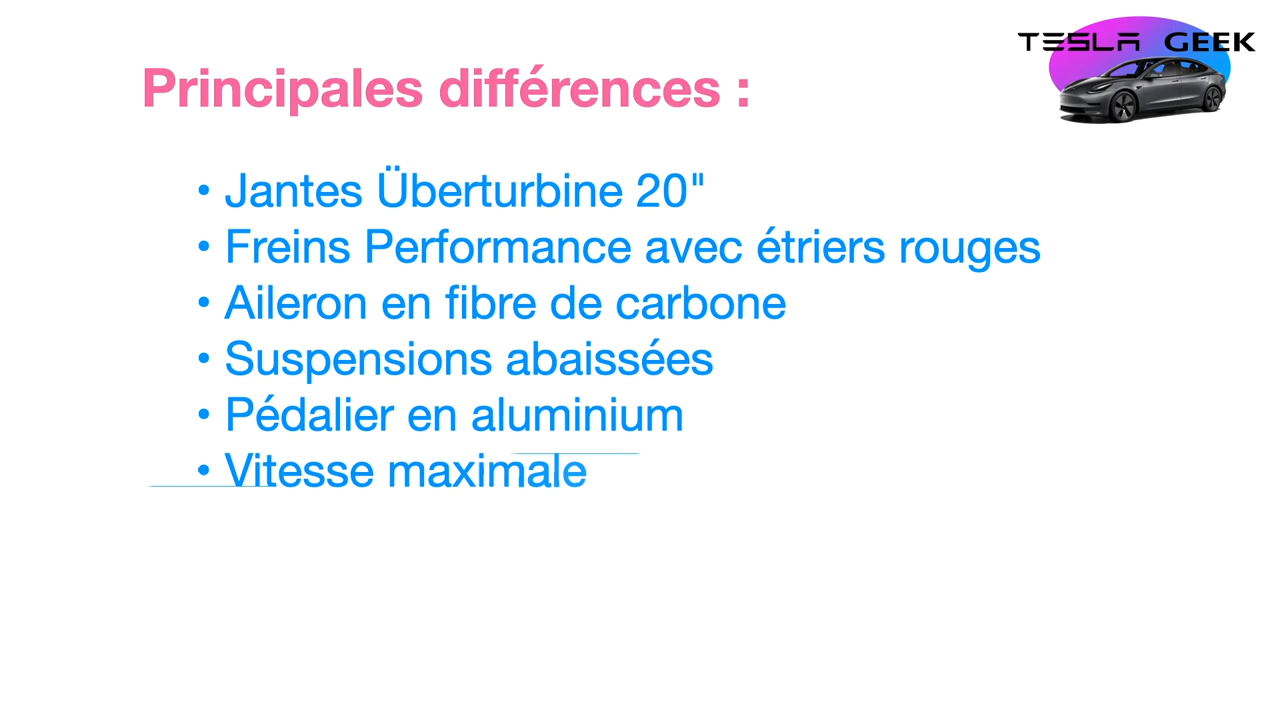 TESLA GEEK
Principales différences :
• Jantes Überturbine 20"
• Freins Performance avec étriers rouges
• Aileron en fibre de carbone
• Suspensions abaissées
• Pédalier en aluminium
• Vitesse maximale